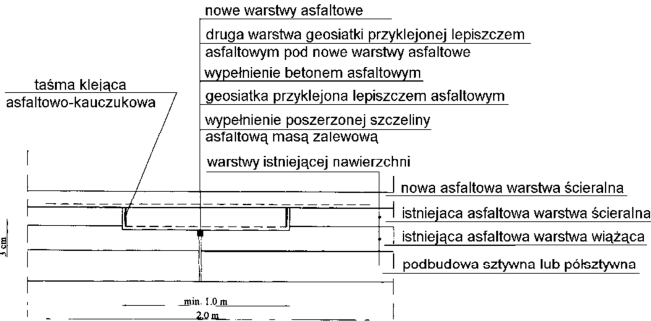 nowe warstwy asfaltowe
druga warstwa geosiatki przyklejonej lepiszczem
asfaltowym pod nowe warstwy asfaltowe
wypełnienie betonem asfaltowym
geosiatka przyklejona lepiszczem asfaltowym
wypełnienie poszerzonej szczeliny
asfaltową masą zalewową
warstwy istniejącej nawierzchni
taśma klejąca
asfaltowo-kauczukowa
nowa asfaltowa warstwa ścieralna
istniejaca asfaltowa warstwa ścieralna
istniejąca asfaltowa warstwa wiążąca
podbudowa sztywna lub półsztywna
cm
min. 1.0 m
2.0 m